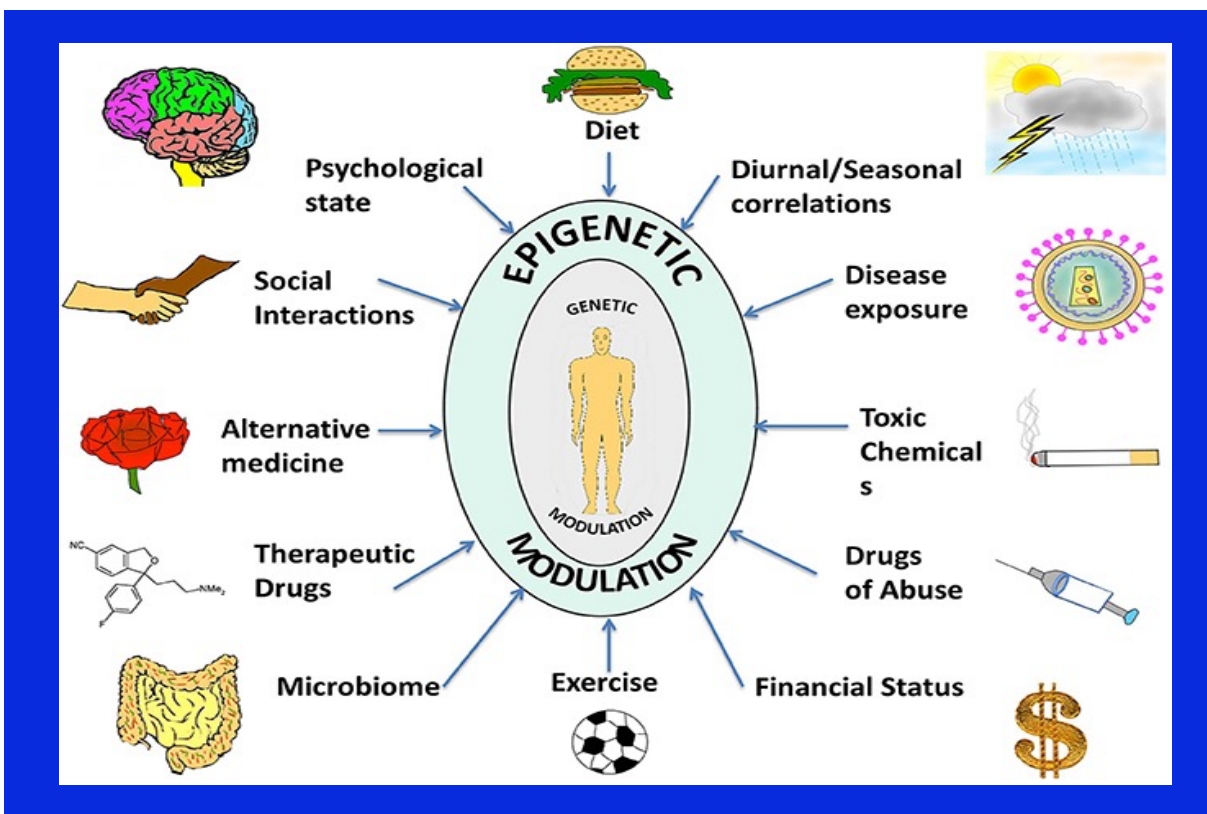 Diet
Psychological
state
Diurnal/Seasonal
correlations
EPIGENETIC
Social
Interactions
Disease
exposure
GENETIC
Alternative
medicine
Toxic
Chemical
s
MODULATION
MODULATION
Therapeutic
Drugs
NC
O
NMe₂
F
Drugs
of Abuse
Microbiome
Exercise
Financial Status
$